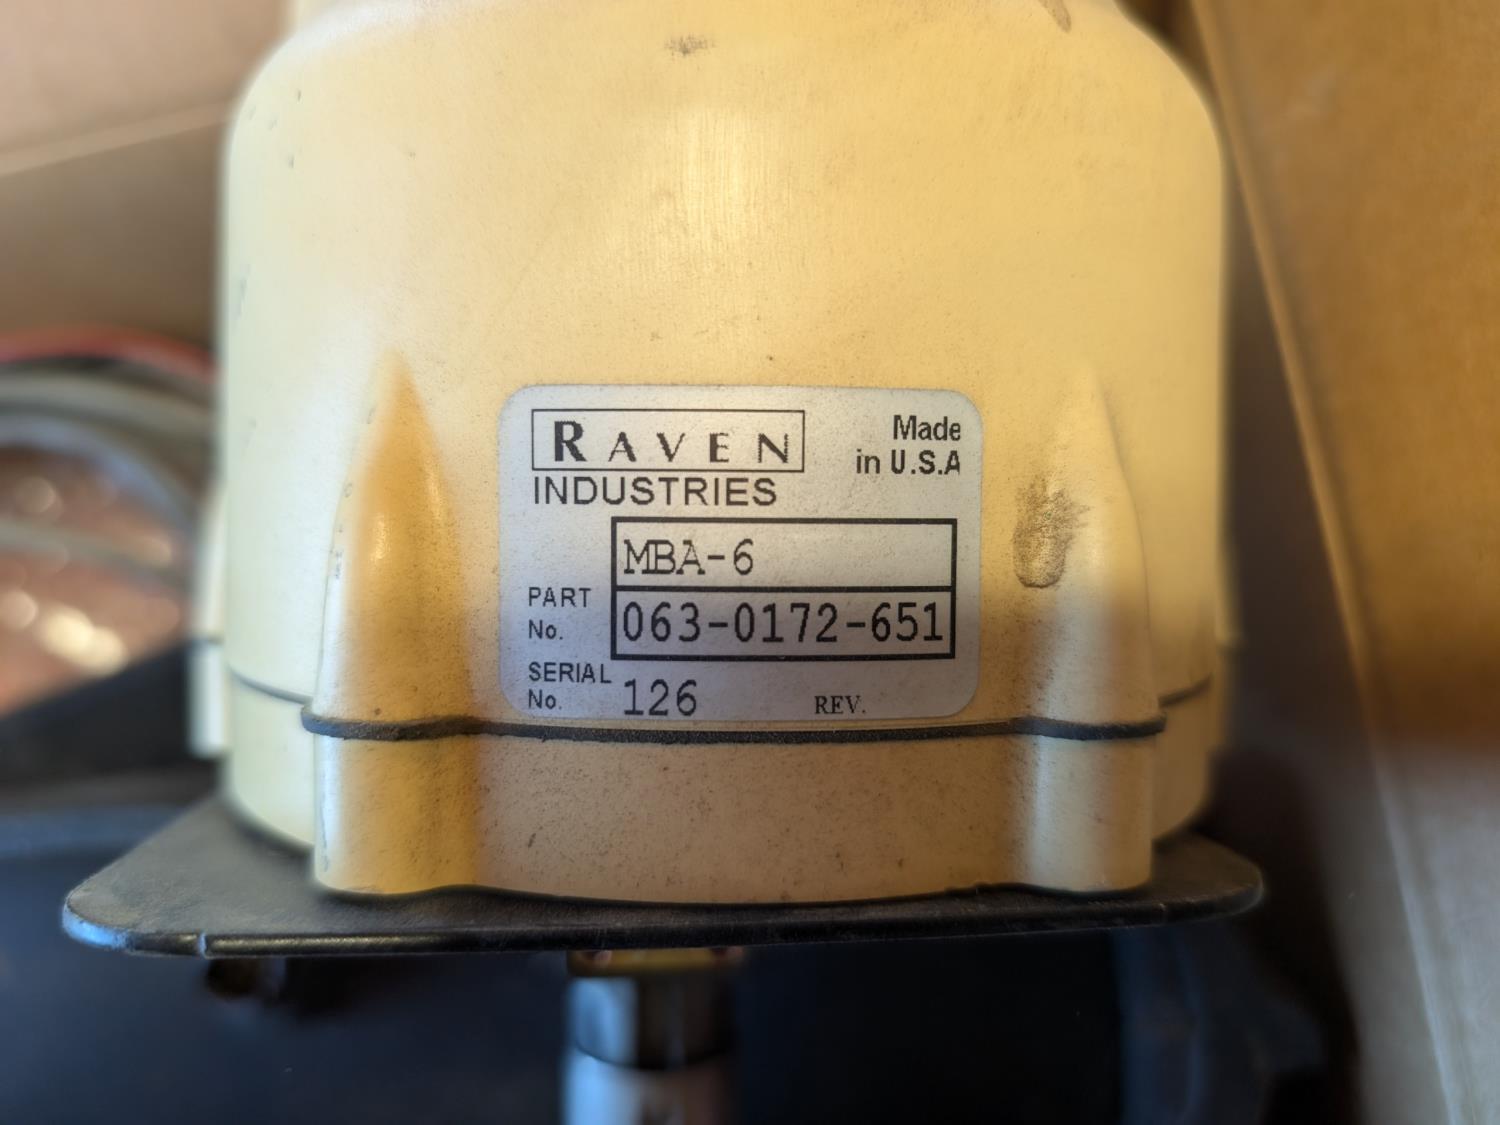 RAVEN
INDUSTRIES
Made
in U.S.A
MBA-6
PART
No.
063-0172-651
SERIAL
No.
126
REV.